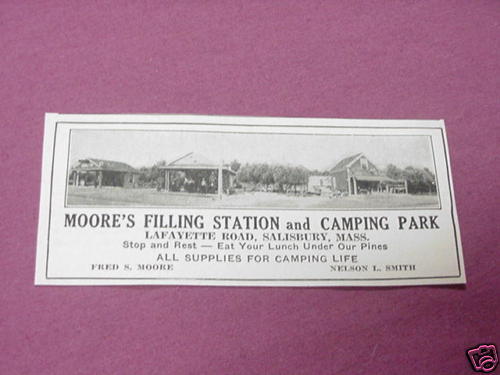 MOORE'S FILLING STATION and CAMPING PARK
LAFAYETTE ROAD, SALISBURY, MASS.
Stop and Rest — Eat Your Lunch Under Our Pines
ALL SUPPLIES FOR CAMPING LIFE
FRED S. MOORE NELSON L. SMITH